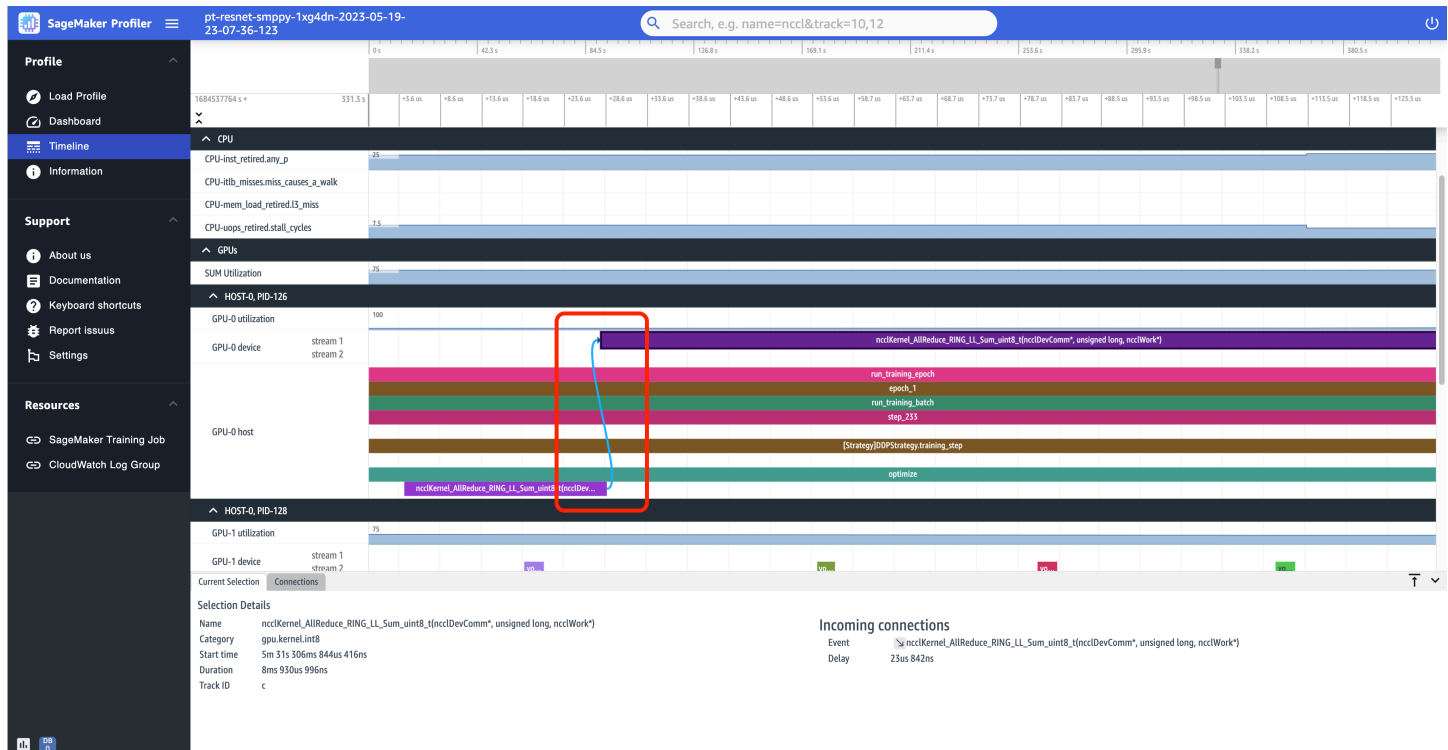 SageMaker Profiler
pt-resnet-smppy-1xg4dn-2023-05-19-
23-07-36-123
Search, e.g. name=nccl&track=10,12
Profile
Load Profile
Dashboard
Timeline
Information
Support
About us
Documentation
Keyboard shortcuts
Report issuus
Settings
Resources
SageMaker Training Job
CloudWatch Log Group
DB
0
0 s 42.3 s 84.5 s 126.8 s 169.1 s 211.4 s 253.6 s 295.9 s 338.2 s 380.5 s
1684537764 s + 331.3 s +3.6 us +8.6 us +13.6 us +18.6 us +23.6 us +28.6 us +33.6 us +38.6 us +43.6 us +48.6 us +53.6 us +58.7 us +63.7 us +68.7 us +73.7 us +78.7 us +83.7 us +88.5 us +93.5 us +98.5 us +103.5 us +108.5 us +113.5 us +118.5 us +123.5 us
CPU
CPU-inst_retired.any_p 25
CPU-itlb_misses.miss_causes_a_walk
CPU-mem_load_retired.l3_miss
CPU-uops_retired.stall_cycles 7.5
GPUs
SUM Utilization 75
HOST-0, PID-126
GPU-0 utilization 100
GPU-0 device stream 1 ncclKernel_AllReduce_RING_LL_Sum_uint8_t(ncclDevComm*, unsigned long, ncclWork*)
stream 2
run_training_epoch
epoch_1
run_training_batch
step_233
GPU-0 host
[Strategy]DDPStrategy.training_step
optimize
ncclKernel_AllReduce_RING_LL_Sum_uint8_t(ncclDev...
HOST-0, PID-128
GPU-1 utilization 75
GPU-1 device stream 1
stream 2 vo... vo... vo... vo...
Current Selection Connections
Selection Details
Name ncclKernel_AllReduce_RING_LL_Sum_uint8_t(ncclDevComm*, unsigned long, ncclWork*)
Category gpu.kernel.int8
Start time 5m 31s 306ms 844us 416ns
Duration 8ms 930us 996ns
Track ID c
Incoming connections
Event ncclKernel_AllReduce_RING_LL_Sum_uint8_t(ncclDevComm*, unsigned long, ncclWork*)
Delay 23us 842ns